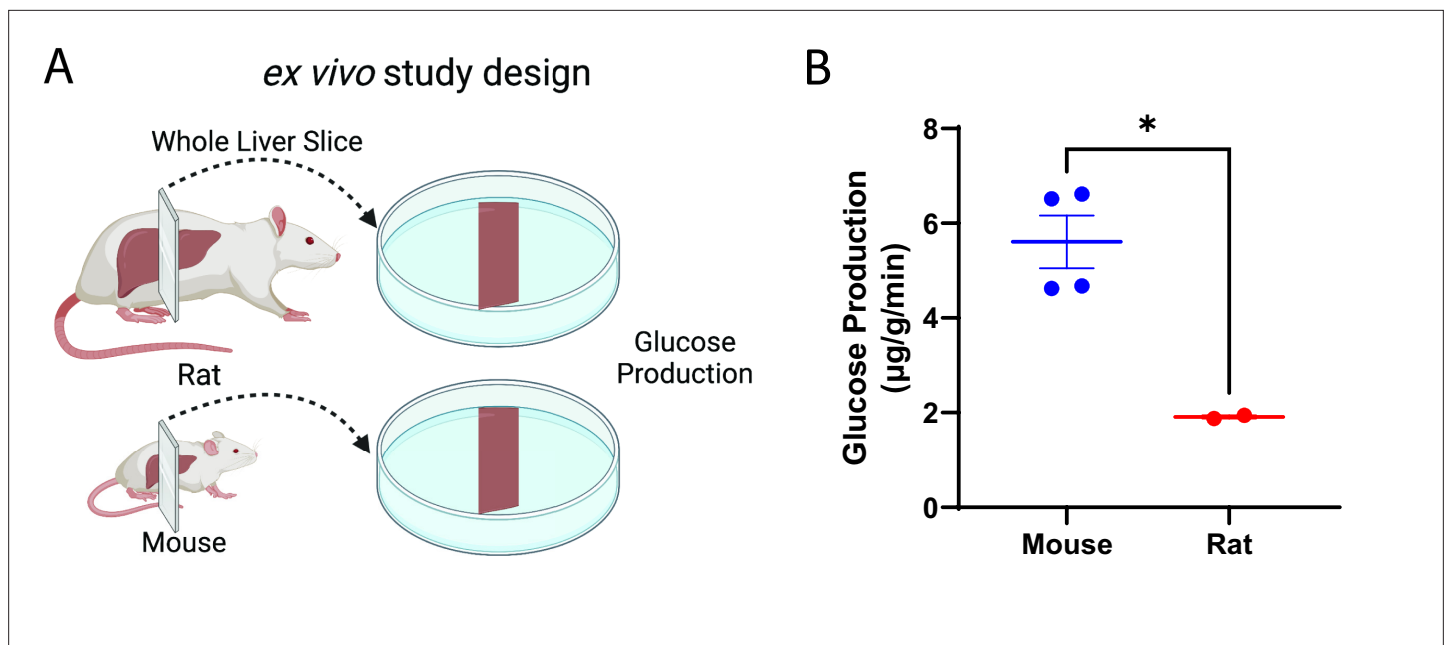 A
ex vivo study design
Whole Liver Slice
Rat
Mouse
Glucose
Production
B
Glucose Production
(µg/g/min)
8
6
4
2
0
*
Mouse
Rat